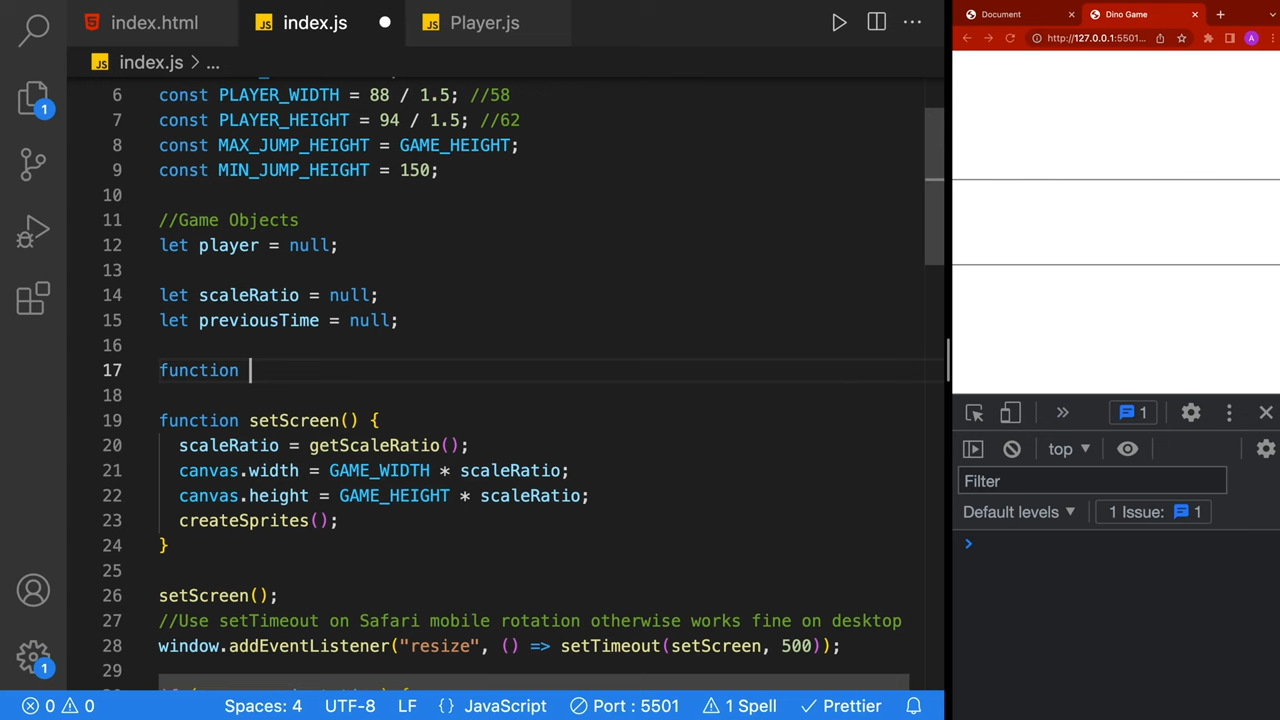 index.html
index.js
Player.js
index.js > ...
6 const PLAYER_WIDTH = 88 / 1.5; //58
7 const PLAYER_HEIGHT = 94 / 1.5; //62
8 const MAX_JUMP_HEIGHT = GAME_HEIGHT;
9 const MIN_JUMP_HEIGHT = 150;
10
11 //Game Objects
12 let player = null;
13
14 let scaleRatio = null;
15 let previousTime = null;
16
17 function
18
19 function setScreen() {
20 scaleRatio = getScaleRatio();
21 canvas.width = GAME_WIDTH * scaleRatio;
22 canvas.height = GAME_HEIGHT * scaleRatio;
23 createSprites();
24 }
25
26 setScreen();
27 //Use setTimeout on Safari mobile rotation otherwise works fine on desktop
28 window.addEventListener("resize", () => setTimeout(setScreen, 500));
29
1
1
0 0 Spaces: 4 UTF-8 LF {} JavaScript Port : 5501 1 Spell Prettier
Document Dino Game
http://127.0.0.1:5501... A
1
top
Filter
Default levels 1 Issue: 1